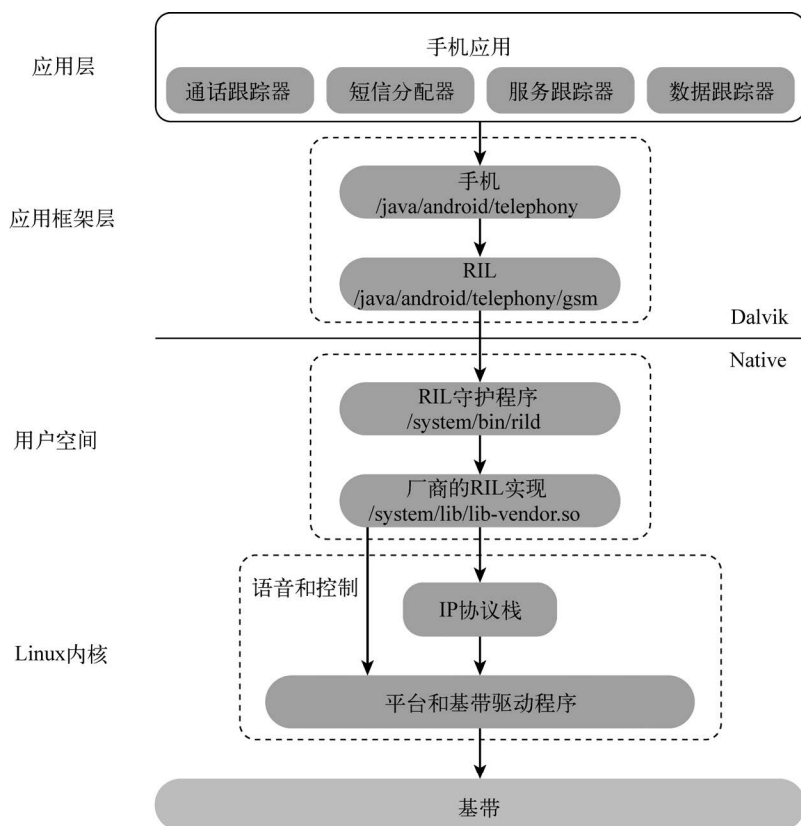 应用层
手机应用
通话跟踪器
短信分配器
服务跟踪器
数据跟踪器
应用框架层
手机
/java/android/telephony
RIL
/java/android/telephony/gsm
Dalvik
Native
用户空间
RIL守护程序
/system/bin/rild
厂商的RIL实现
/system/lib/lib-vendor.so
Linux内核
语音和控制
IP协议栈
平台和基带驱动程序
基带